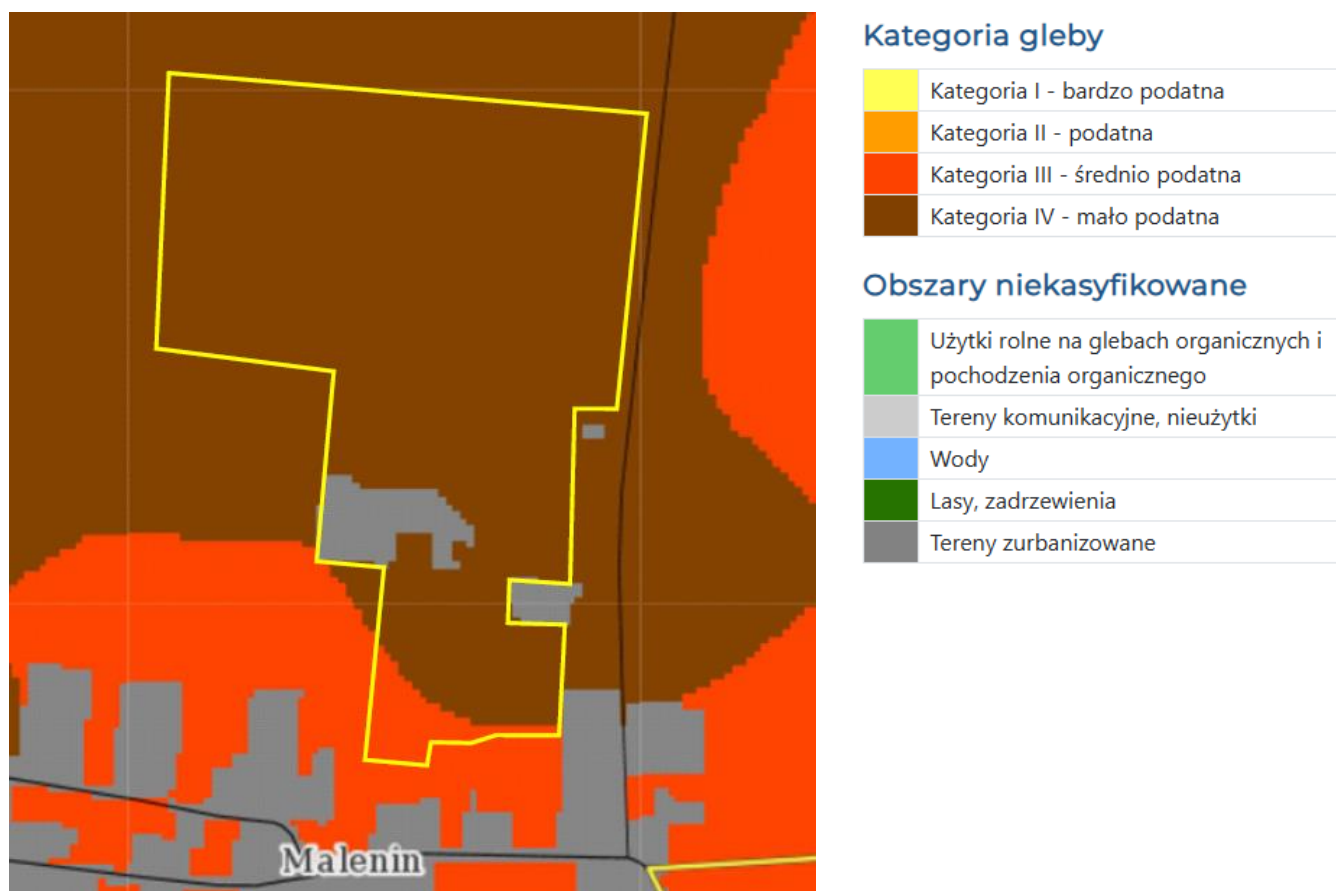 Kategoria gleby
Kategoria I - bardzo podatna
Kategoria II - podatna
Kategoria III - średnio podatna
Kategoria IV - mało podatna
Obszary niekasyfikowane
Użytki rolne na glebach organicznych i
pochodzenia organicznego
Tereny komunikacyjne, nieużytki
Wody
Lasy, zadrzewienia
Tereny zurbanizowane
Malenin